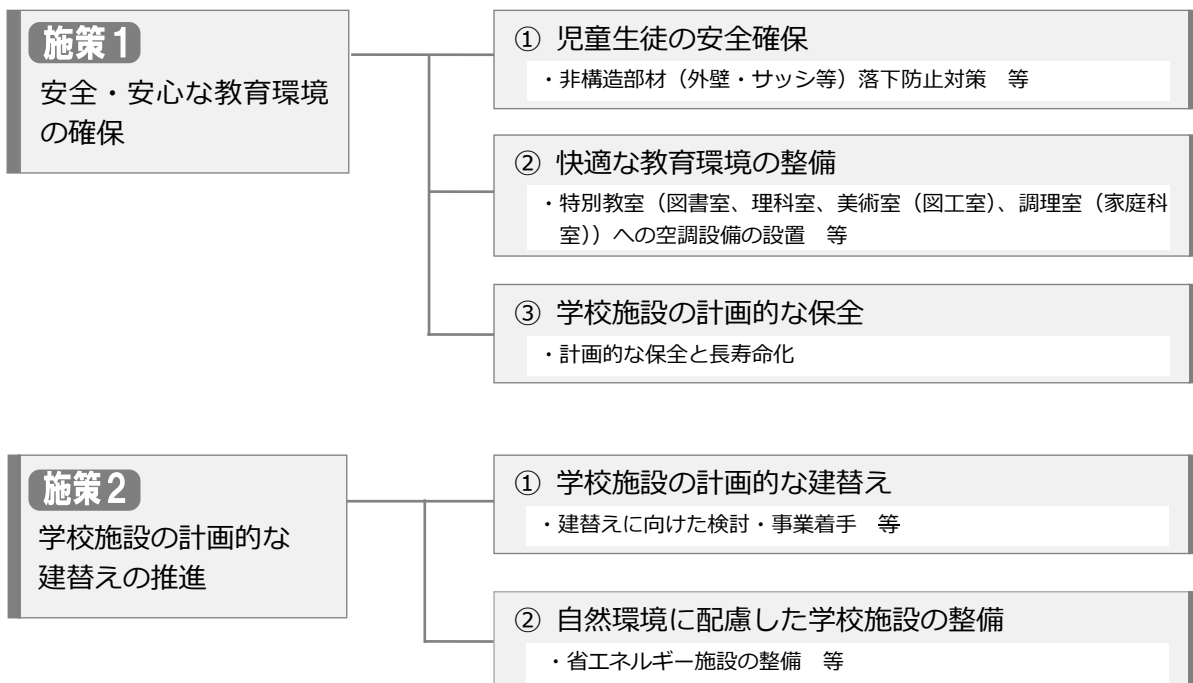 施策1
安全・安心な教育環境
の確保
① 児童生徒の安全確保
・非構造部材（外壁・サッシ等）落下防止対策　等
② 快適な教育環境の整備
・特別教室（図書室、理科室、美術室（図工室）、調理室（家庭科
室））への空調設備の設置　等
③ 学校施設の計画的な保全
・計画的な保全と長寿命化
施策2
学校施設の計画的な
建替えの推進
① 学校施設の計画的な建替え
・建替えに向けた検討・事業着手　等
② 自然環境に配慮した学校施設の整備
・省エネルギー施設の整備　等